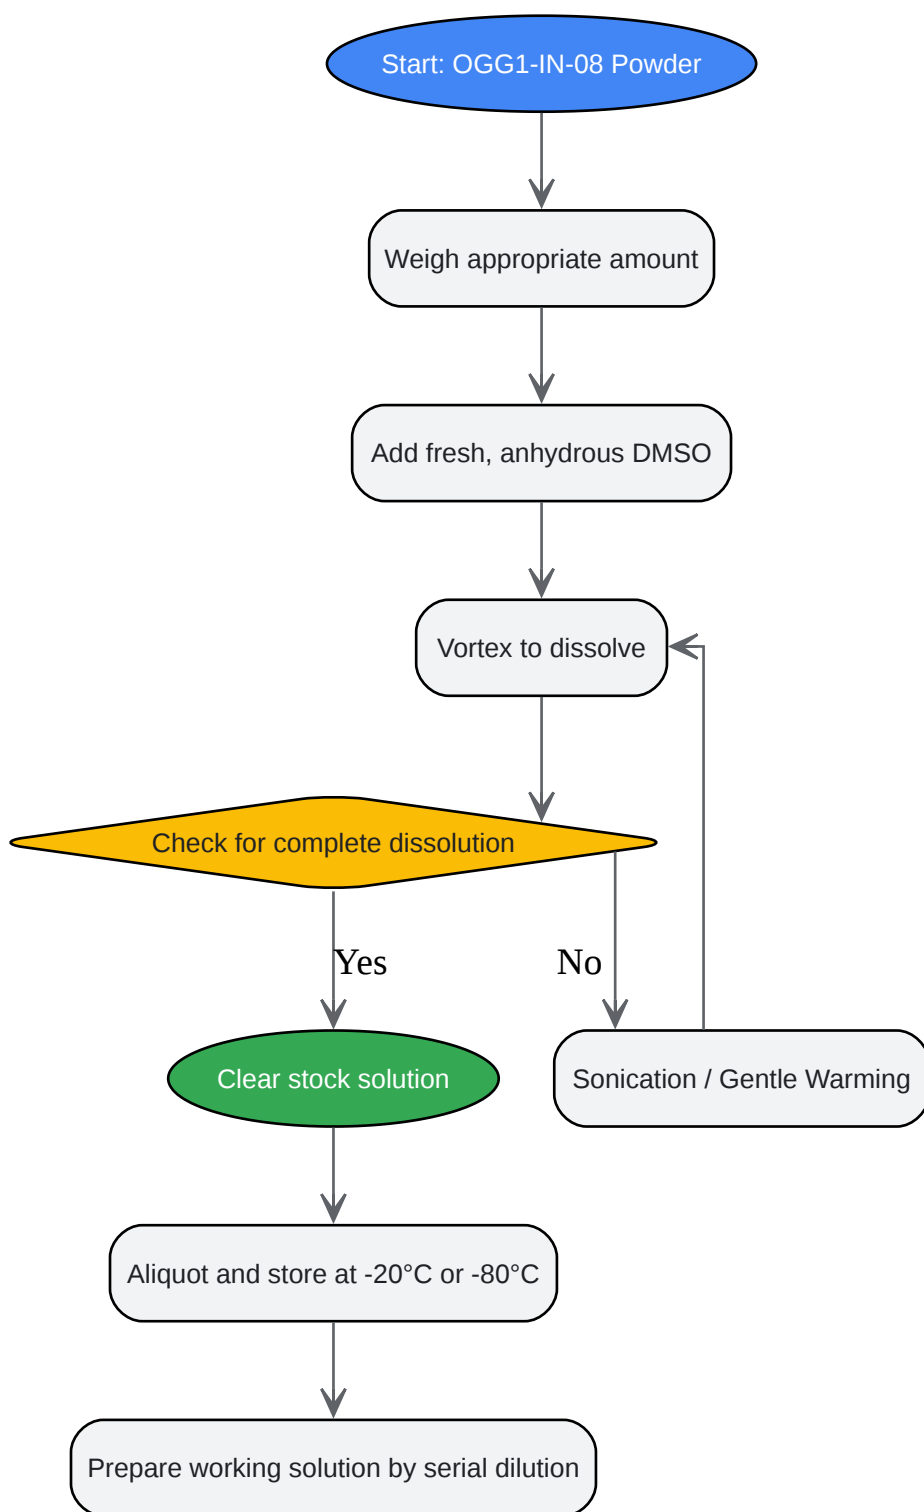 Start: OGG1-IN-08 Powder
Weigh appropriate amount
Add fresh, anhydrous DMSO
Vortex to dissolve
Check for complete dissolution
Yes
No
Clear stock solution
Sonication / Gentle Warming
Aliquot and store at -20°C or -80°C
Prepare working solution by serial dilution